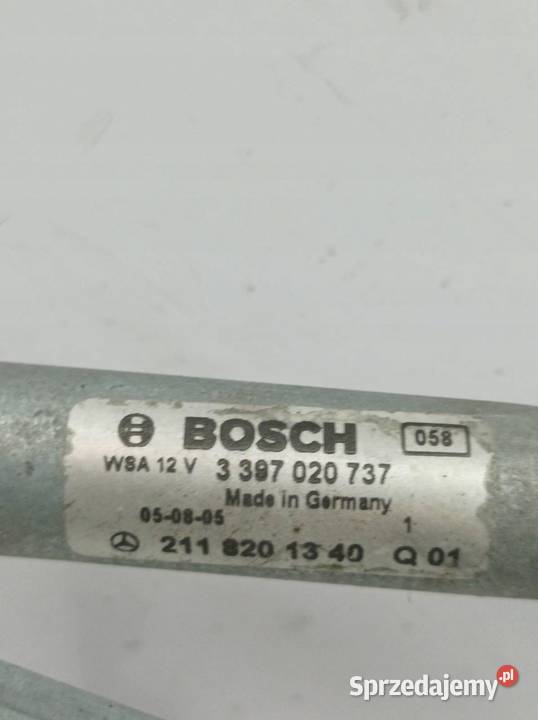 BOSCH 058
WSA 12 V 3 397 020 737
Made in Germany
05-08-05 1
211 820 13 40 Q 01
Sprzedajemy.pl